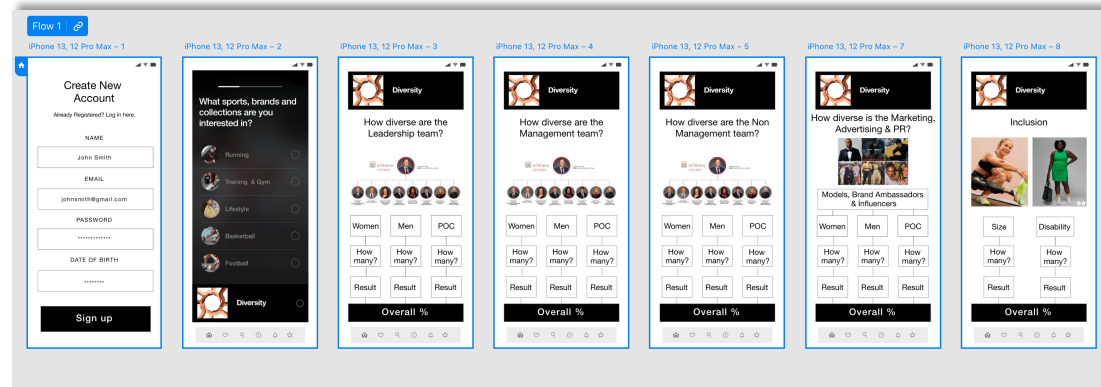 Flow 1
iPhone 13, 12 Pro Max – 1
Create New
Account
Already Registered? Log in here.
NAME
John Smith
EMAIL
johnsmith@gmail.com
PASSWORD
•••••••••••••
DATE OF BIRTH
••••••••
Sign up
iPhone 13, 12 Pro Max – 2
What sports, brands and
collections are you
interested in?
Running
Training & Gym
Lifestyle
Basketball
Football
Diversity
iPhone 13, 12 Pro Max – 3
Diversity
How diverse are the
Leadership team?
Women Men POC
How many? How many? How many?
Result Result Result
Overall %
iPhone 13, 12 Pro Max – 4
Diversity
How diverse are the
Management team?
Women Men POC
How many? How many? How many?
Result Result Result
Overall %
iPhone 13, 12 Pro Max – 5
Diversity
How diverse are the Non
Management team?
Women Men POC
How many? How many? How many?
Result Result Result
Overall %
iPhone 13, 12 Pro Max – 7
Diversity
How diverse is the Marketing,
Advertising & PR?
Models, Brand Ambassadors
& Influencers
Women Men POC
How many? How many? How many?
Result Result Result
Overall %
iPhone 13, 12 Pro Max – 8
Diversity
Inclusion
Size Disability
How many? How many?
Result Result
Overall %